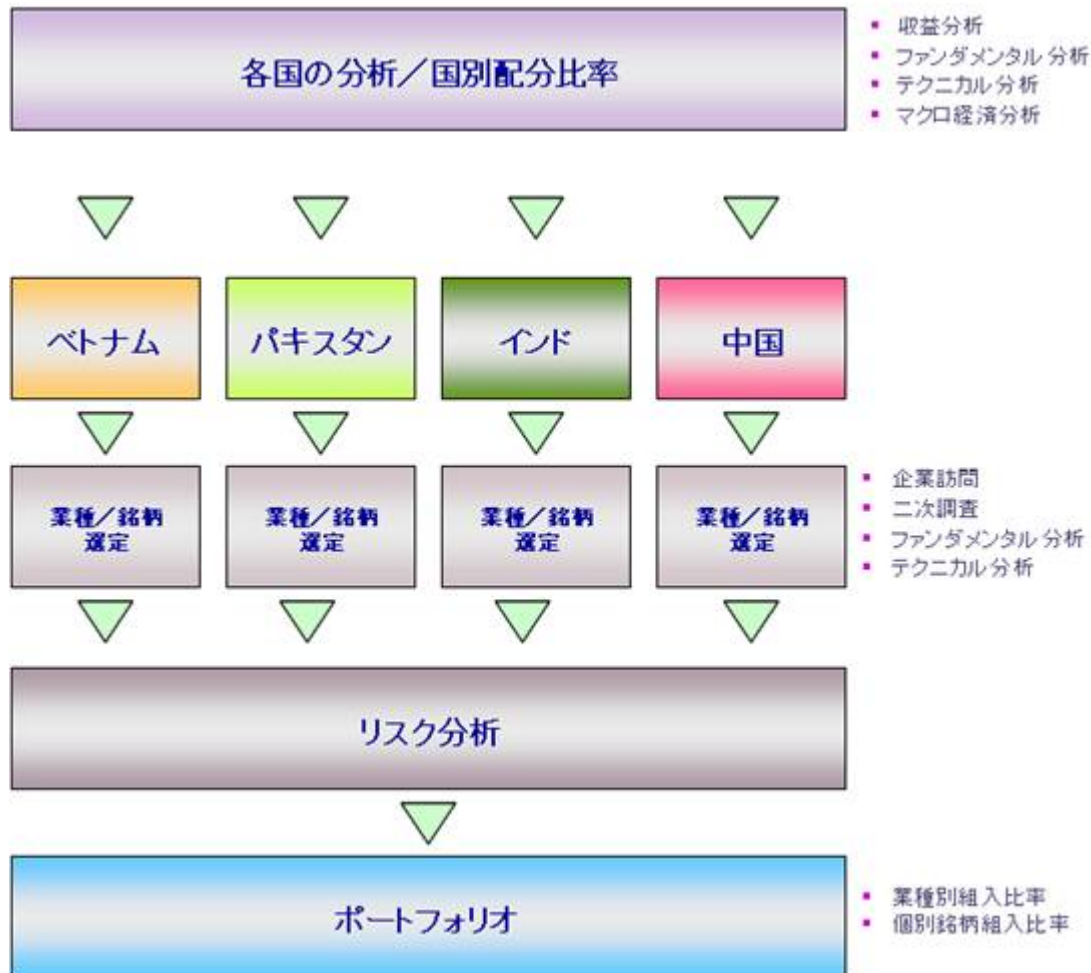 各国の分析／国別配分比率
収益分析
ファンダメンタル分析
テクニカル分析
マクロ経済分析
ベトナム
パキスタン
インド
中国
業種／銘柄
選定
業種／銘柄
選定
業種／銘柄
選定
業種／銘柄
選定
企業訪問
二次調査
ファンダメンタル分析
テクニカル分析
リスク分析
ポートフォリオ
業種別組入比率
個別銘柄組入比率